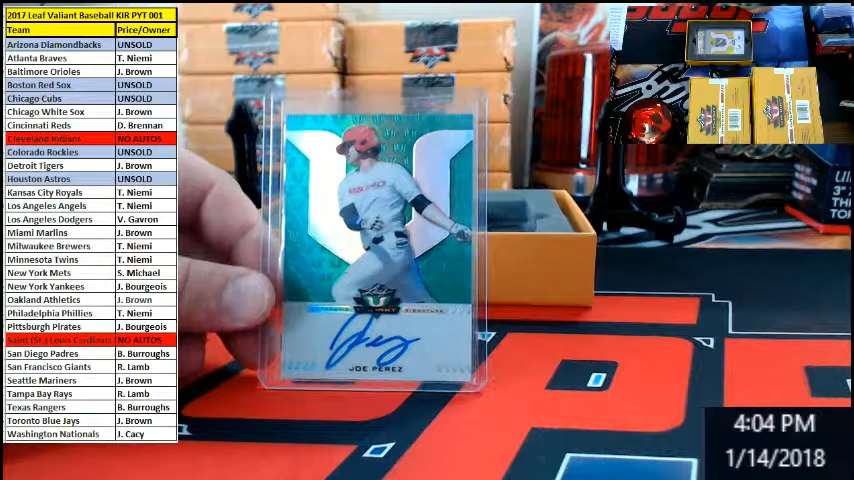 2017 Leaf Valiant Baseball KIR PYT 001
Team Price/Owner
Arizona Diamondbacks UNSOLD
Atlanta Braves T. Niemi
Baltimore Orioles J. Brown
Boston Red Sox UNSOLD
Chicago Cubs UNSOLD
Chicago White Sox J. Brown
Cincinnati Reds D. Brennan
Cleveland Indians NO AUTOS
Colorado Rockies UNSOLD
Detroit Tigers J. Brown
Houston Astros UNSOLD
Kansas City Royals T. Niemi
Los Angeles Angels T. Niemi
Los Angeles Dodgers V. Gavron
Miami Marlins J. Brown
Milwaukee Brewers T. Niemi
Minnesota Twins T. Niemi
New York Mets S. Michael
New York Yankees J. Bourgeois
Oakland Athletics J. Brown
Philadelphia Phillies T. Niemi
Pittsburgh Pirates J. Bourgeois
Saint (St.) Louis Cardinals NO AUTOS
San Diego Padres B. Burroughs
San Francisco Giants R. Lamb
Seattle Mariners J. Brown
Tampa Bay Rays R. Lamb
Texas Rangers B. Burroughs
Toronto Blue Jays J. Brown
Washington Nationals J. Cacy
JOE PEREZ
4:04 PM
1/14/2018